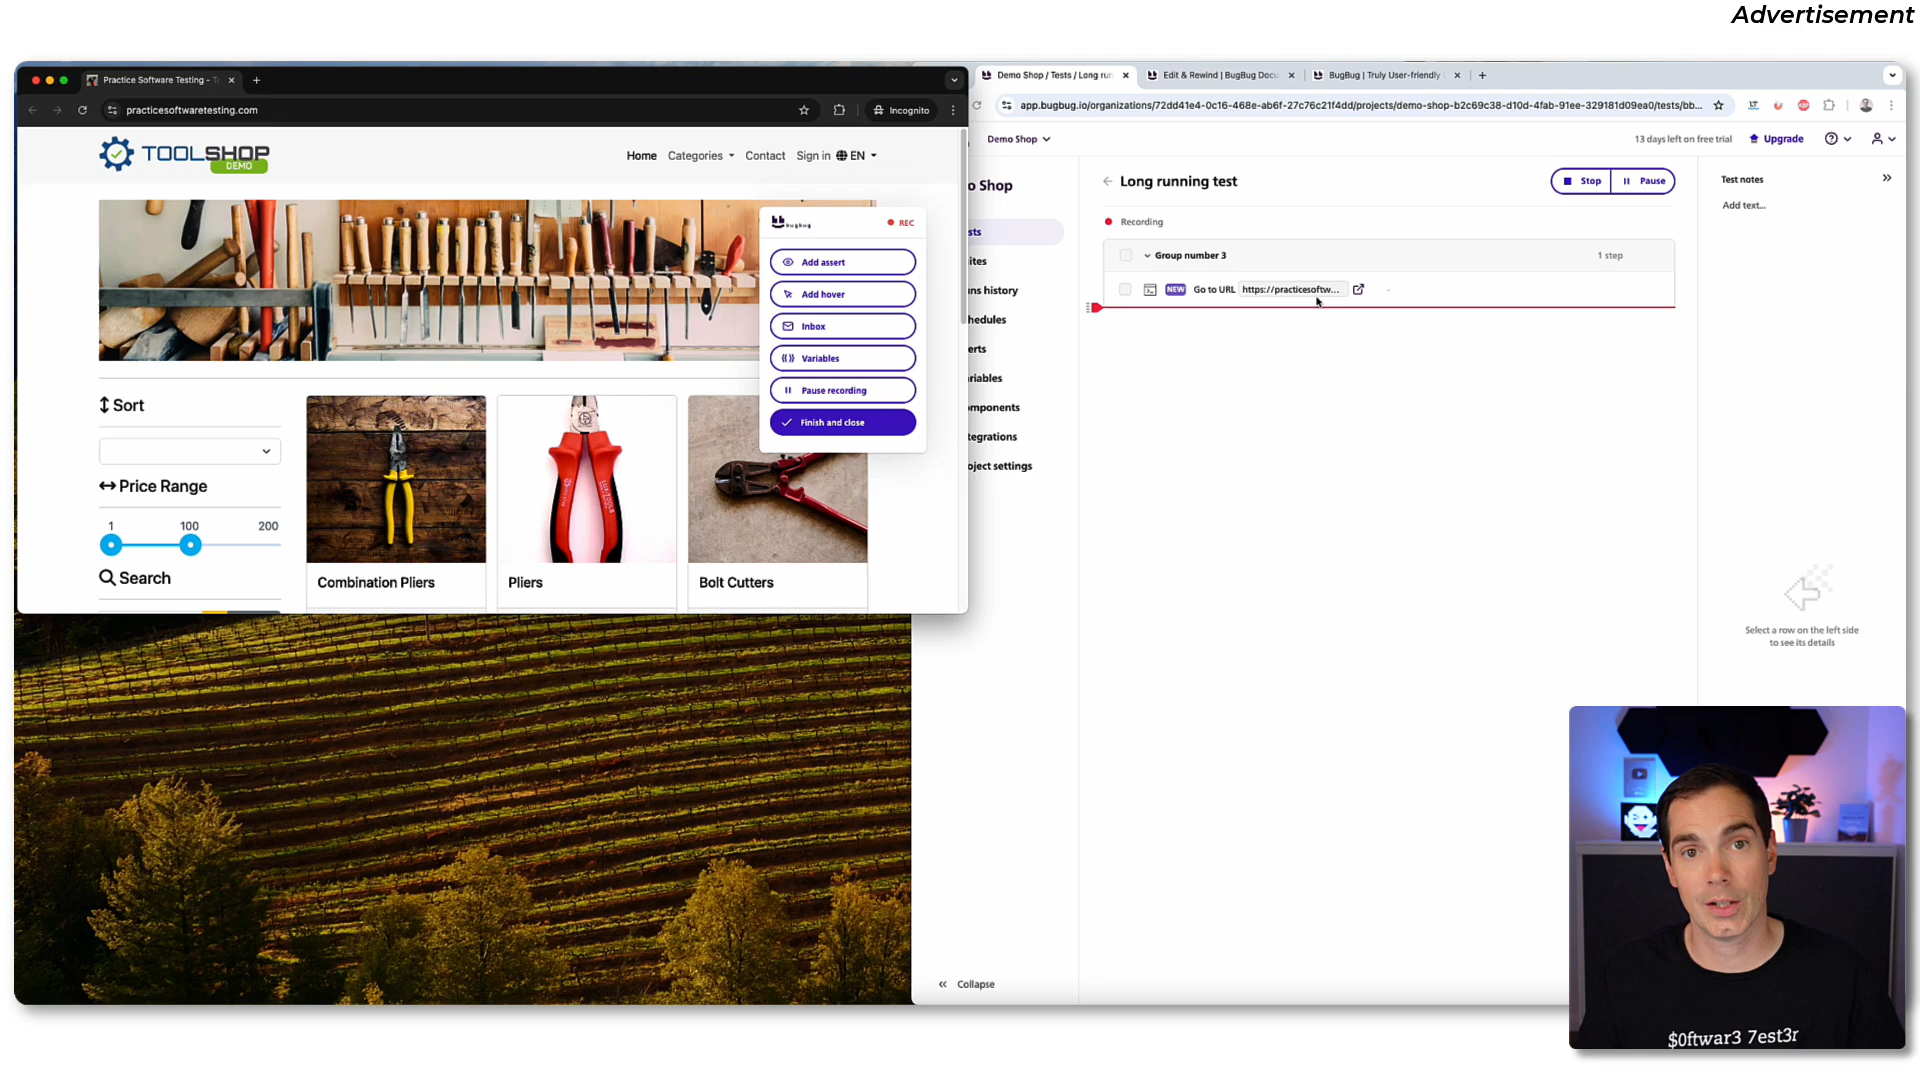 Advertisement
Practice Software Testing - T
practicesoftwaretesting.com
Incognito
TOOLSHOP
DEMO
Home
Categories
Contact
Sign in
EN
bugbug
REC
Add assert
Add hover
Inbox
Variables
Pause recording
Finish and close
Sort
Price Range
1
100
200
Search
Combination Pliers
Pliers
Bolt Cutters
Demo Shop / Tests / Long run
Edit & Rewind | BugBug Docu
BugBug | Truly User-friendly
app.bugbug.io/organizations/72dd41e4-0c16-468e-ab6f-27c76c21f4dd/projects/demo-shop-b2c69c38-d10d-4fab-91ee-329181d09ea0/tests/bb...
Demo Shop
13 days left on free trial
Upgrade
o Shop
sts
ites
ns history
hedules
erts
riables
mponents
tegrations
oject settings
Collapse
Long running test
Stop
Pause
Recording
Group number 3
1 step
NEW
Go to URL
https://practicesoftw...
-
Test notes
Add text...
Select a row on the left side
to see its details
$0ftwar3 7est3r